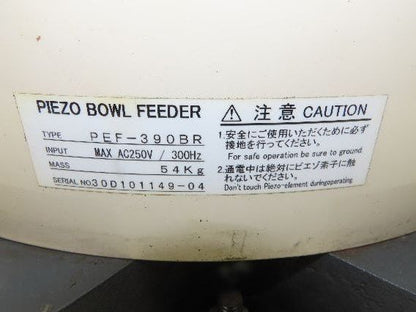 PIEZO BOWL FEEDER
TYPE PEF-390BR
INPUT MAX AC250V / 300Hz
MASS 54Kg
SERIAL NO 30D101149-04
⚠ 注意 CAUTION
1.安全にご使用いただくために必ず
接地を行ってください。
For safe operation be sure to ground.
2.通電中は絶対にピエゾ素子に触
れないでください。
Don't touch Piezo-element duringoperating.